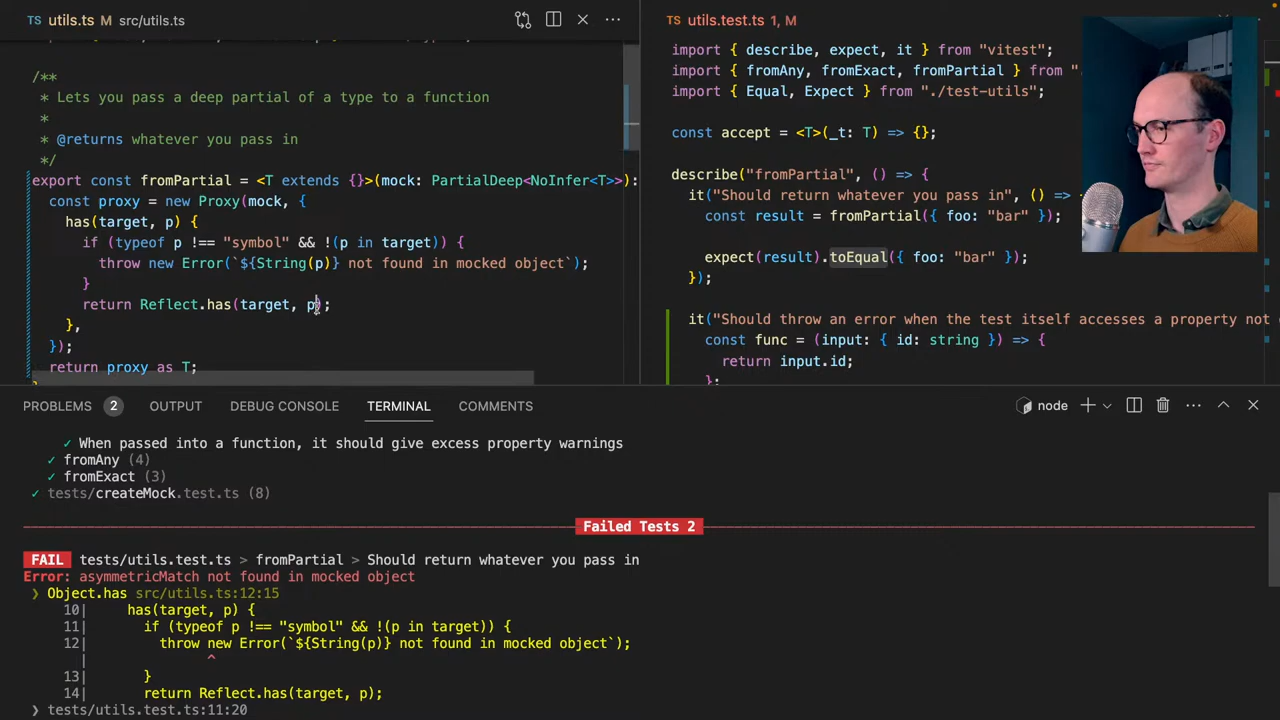 TS utils.ts M src/utils.ts
/**
* Lets you pass a deep partial of a type to a function
*
* @returns whatever you pass in
*/
export const fromPartial = <T extends {}>(mock: PartialDeep<NoInfer<T>>):
const proxy = new Proxy(mock, {
has(target, p) {
if (typeof p !== "symbol" && !(p in target)) {
throw new Error(`${String(p)} not found in mocked object`);
}
return Reflect.has(target, p);
},
});
return proxy as T;
TS utils.test.ts 1, M
import { describe, expect, it } from "vitest";
import { fromAny, fromExact, fromPartial } from ".
import { Equal, Expect } from "./test-utils";
const accept = <T>(_t: T) => {};
describe("fromPartial", () => {
it("Should return whatever you pass in", () =>
const result = fromPartial({ foo: "bar" });
expect(result).toEqual({ foo: "bar" });
});
it("Should throw an error when the test itself accesses a property not
const func = (input: { id: string }) => {
return input.id;
};
PROBLEMS 2 OUTPUT DEBUG CONSOLE TERMINAL COMMENTS node
✓ When passed into a function, it should give excess property warnings
✓ fromAny (4)
✓ fromExact (3)
✓ tests/createMock.test.ts (8)
Failed Tests 2
FAIL tests/utils.test.ts > fromPartial > Should return whatever you pass in
Error: asymmetricMatch not found in mocked object
❯ Object.has src/utils.ts:12:15
10| has(target, p) {
11| if (typeof p !== "symbol" && !(p in target)) {
12| throw new Error(`${String(p)} not found in mocked object`);
| ^
13| }
14| return Reflect.has(target, p);
❯ tests/utils.test.ts:11:20